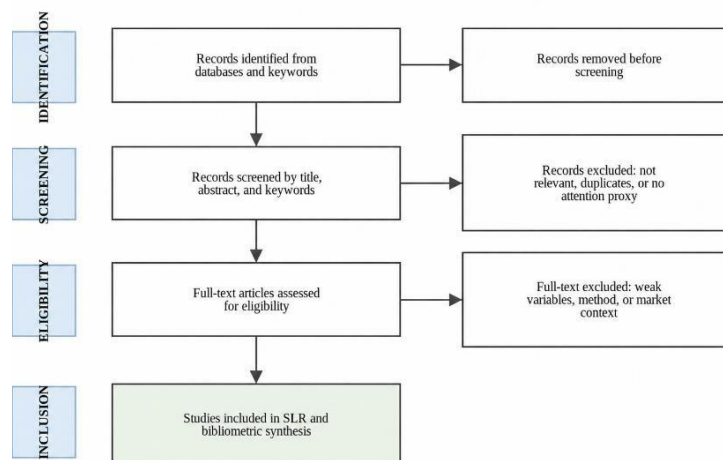 IDENTIFICATION
Records identified from
databases and keywords
Records removed before
screening
SCREENING
Records screened by title,
abstract, and keywords
Records excluded: not
relevant, duplicates, or no
attention proxy
ELIGIBILITY
Full-text articles assessed
for eligibility
Full-text excluded: weak
variables, method, or market
context
INCLUSION
Studies included in SLR and
bibliometric synthesis